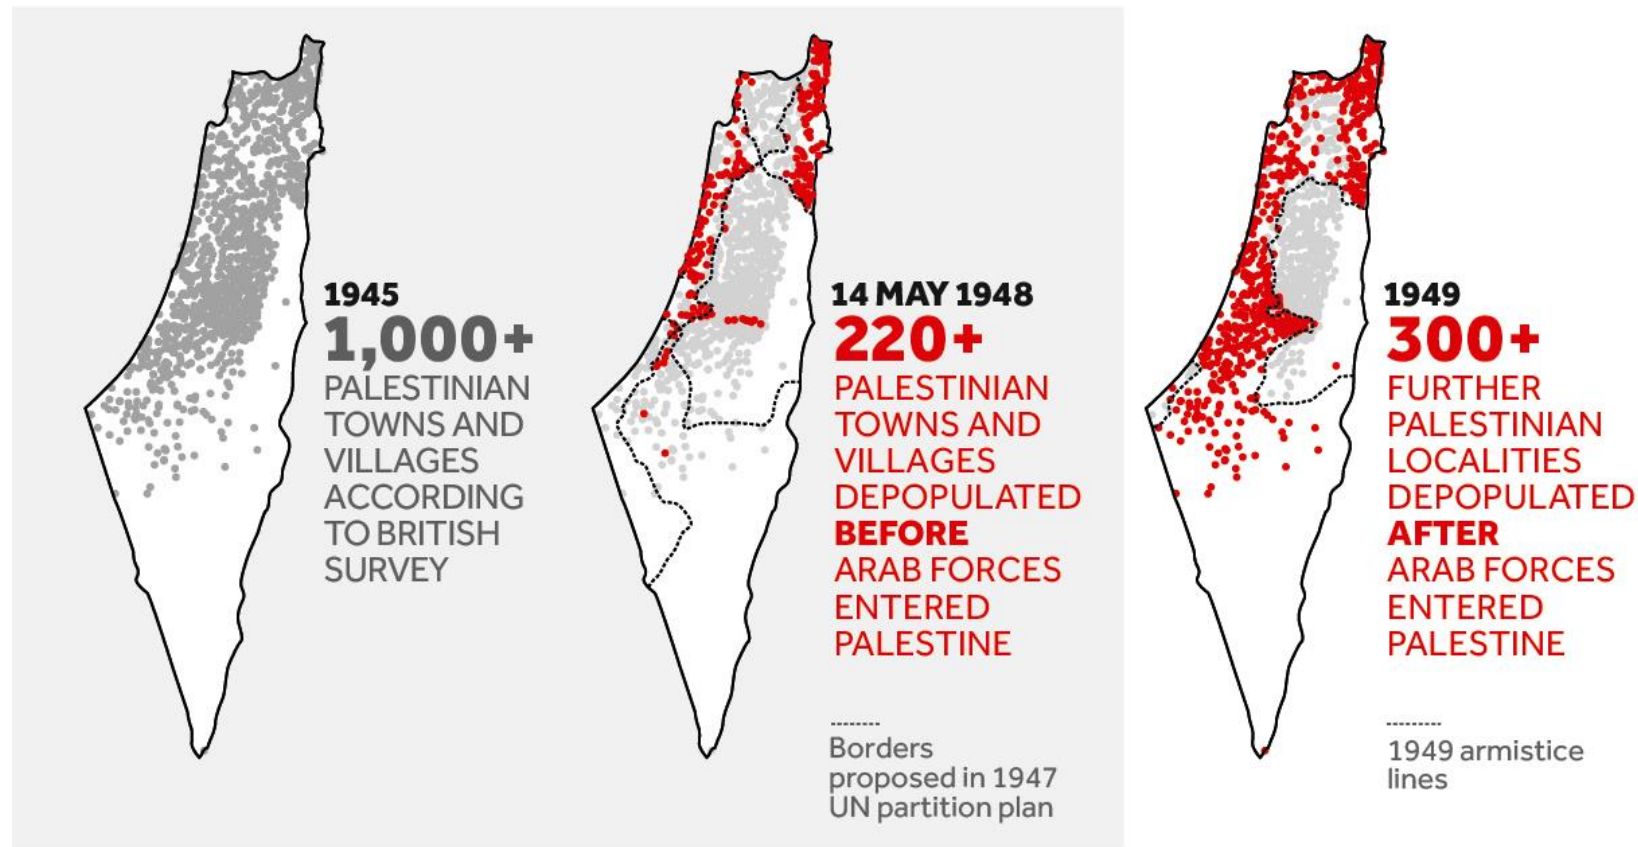 1945
1,000+
PALESTINIAN
TOWNS AND
VILLAGES
ACCORDING
TO BRITISH
SURVEY
14 MAY 1948
220+
PALESTINIAN
TOWNS AND
VILLAGES
DEPOPULATED
BEFORE
ARAB FORCES
ENTERED
PALESTINE
Borders
proposed in 1947
UN partition plan
1949
300+
FURTHER
PALESTINIAN
LOCALITIES
DEPOPULATED
AFTER
ARAB FORCES
ENTERED
PALESTINE
1949 armistice
lines